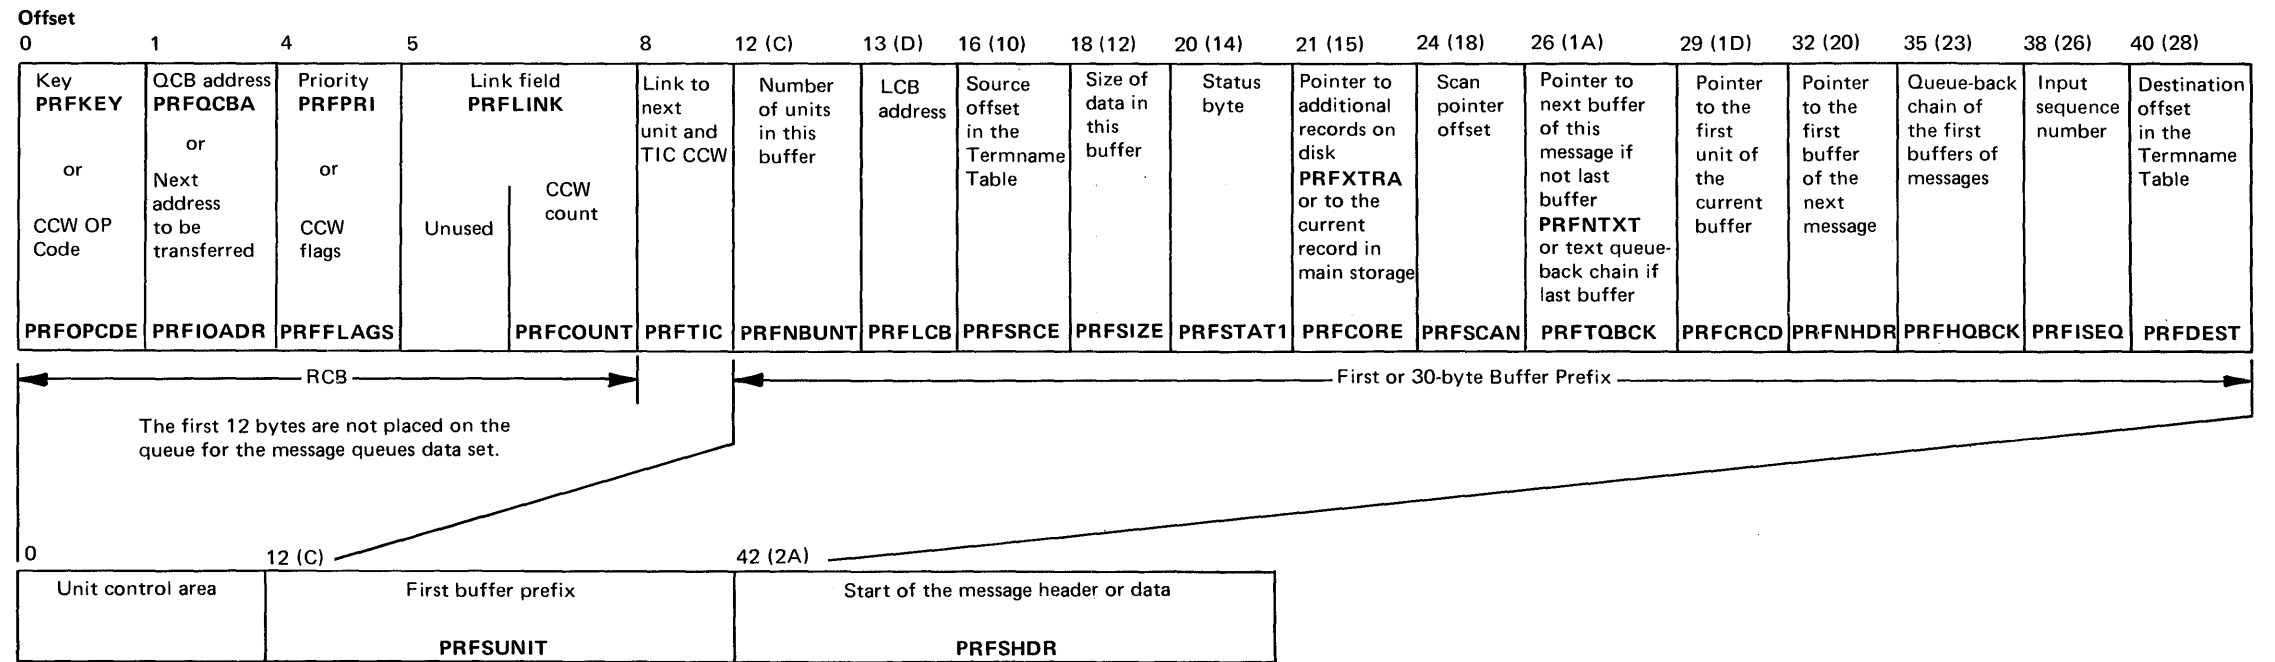 Offset
0 1 4 5 8 12 (C) 13 (D) 16 (10) 18 (12) 20 (14) 21 (15) 24 (18) 26 (1A) 29 (1D) 32 (20) 35 (23) 38 (26) 40 (28)
Key
PRFKEY
or
CCW OP
Code
PRFOPCDE
QCB address
PRFQCBA
or
Next
address
to be
transferred
PRFIOADR
Priority
PRFPRI
or
CCW
flags
PRFFLAGS
Link field
PRFLINK
Unused
CCW
count
PRFCOUNT
Link to
next
unit and
TIC CCW
PRFTIC
Number
of units
in this
buffer
PRFNBUNT
LCB
address
PRFLCB
Source
offset
in the
Termname
Table
PRFSRCE
Size of
data in
this
buffer
PRFSIZE
Status
byte
PRFSTAT1
Pointer to
additional
records on
disk
PRFXTRA
or to the
current
record in
main storage
PRFCORE
Scan
pointer
offset
PRFSCAN
Pointer to
next buffer
of this
message if
not last
buffer
PRFNTXT
or text queue-
back chain if
last buffer
PRFTQBCK
Pointer
to the
first
unit of
the
current
buffer
PRFCRCD
Pointer
to the
first
buffer
of the
next
message
PRFNHDR
Queue-back
chain of
the first
buffers of
messages
PRFHQBCK
Input
sequence
number
PRFISEQ
Destination
offset
in the
Termname
Table
PRFDEST
RCB
First or 30-byte Buffer Prefix
The first 12 bytes are not placed on the
queue for the message queues data set.
0 12 (C) 42 (2A)
Unit control area
First buffer prefix
PRFSUNIT
Start of the message header or data
PRFSHDR